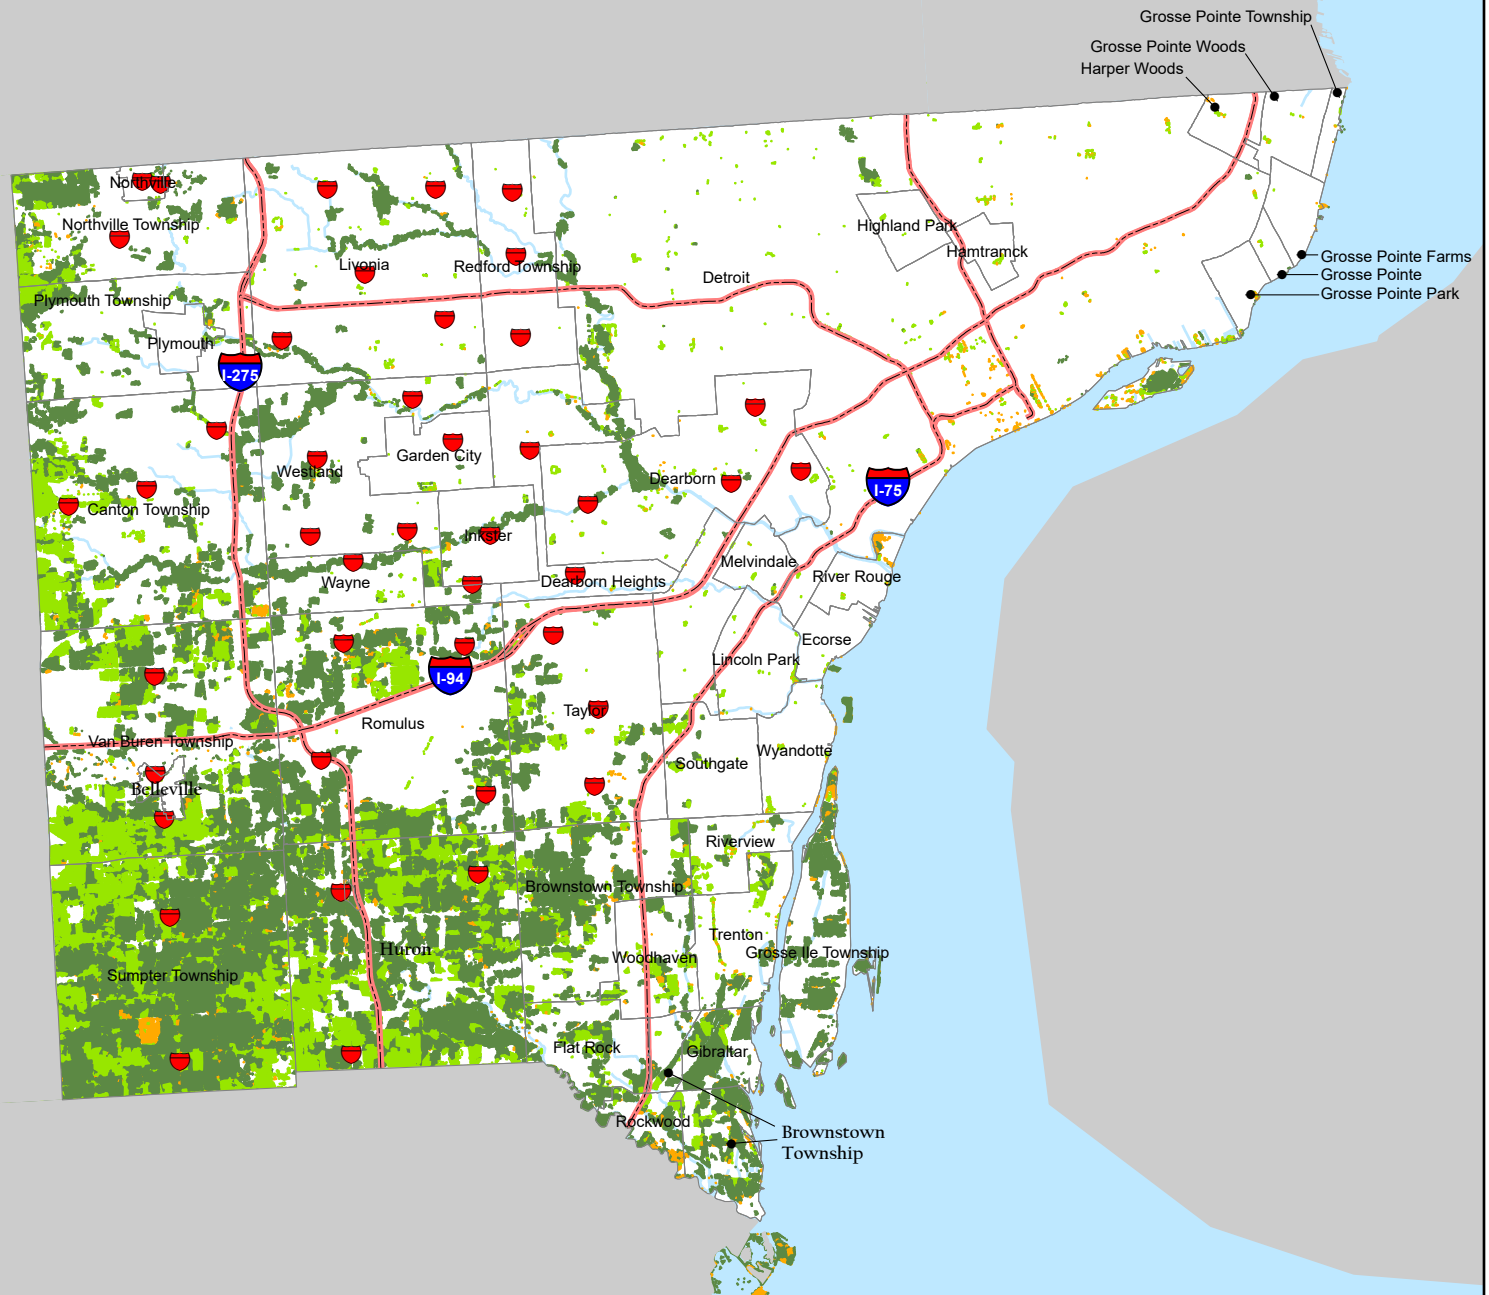 Grosse Pointe Township
Grosse Pointe Woods
Harper Woods
Northville
Northville Township
Highland Park
Hamtramck
Livonia
Redford Township
Detroit
Grosse Pointe Farms
Grosse Pointe
Grosse Pointe Park
Plymouth Township
Plymouth
I-275
Garden City
Westland
Dearborn
I-75
Canton Township
Inkster
Melvindale
Wayne
Dearborn Heights
River Rouge
Ecorse
Lincoln Park
I-94
Taylor
Romulus
Van Buren Township
Wyandotte
Southgate
Belleville
Riverview
Brownstown Township
Trenton
Huron
Woodhaven
Grosse Ile Township
Sumpter Township
Flat Rock
Gibraltar
Rockwood
Brownstown
Township